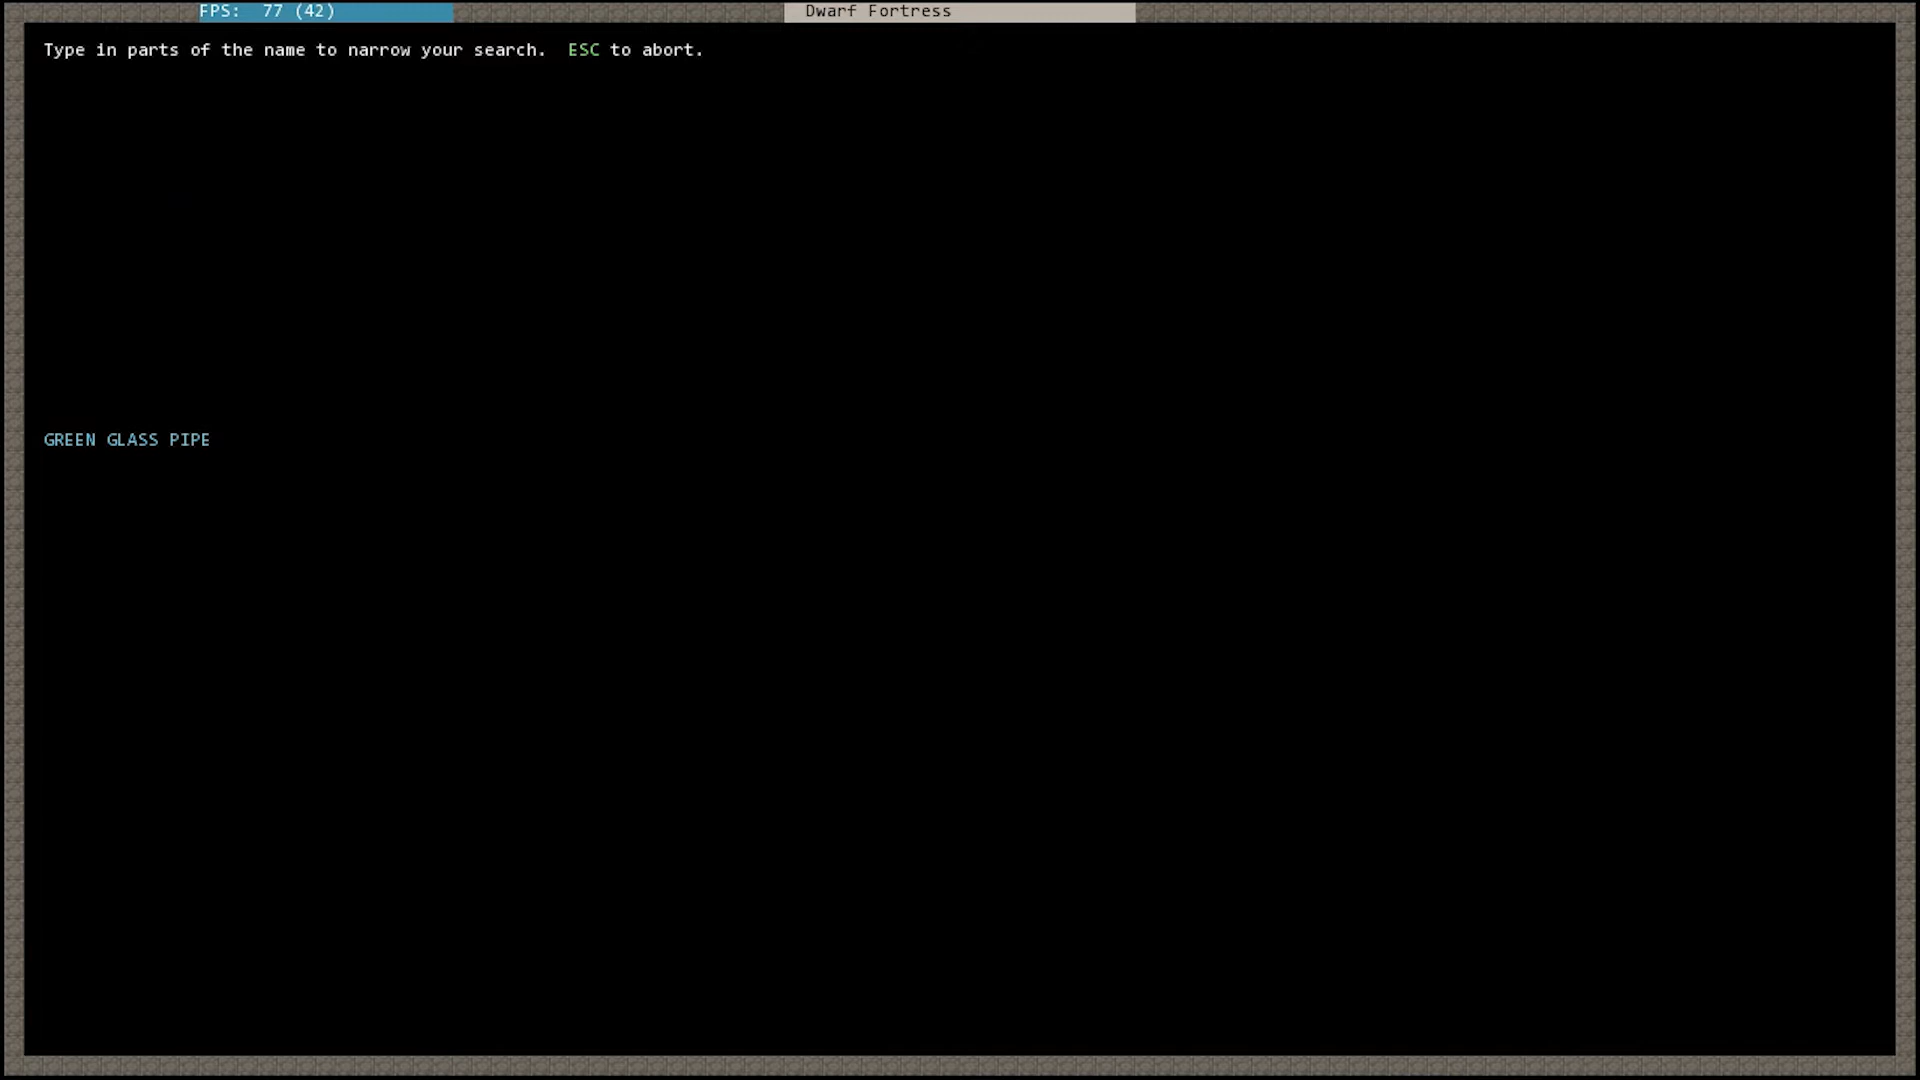 FPS: 77 (42)
Dwarf Fortress
Type in parts of the name to narrow your search. ESC to abort.
GREEN GLASS PIPE